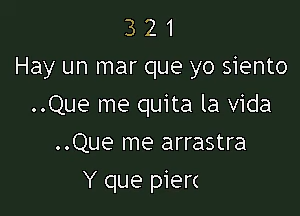 3 2 1
Hay un mar que yo siento
..Que me quita la vida
..Que me arrastra
Y que pier(